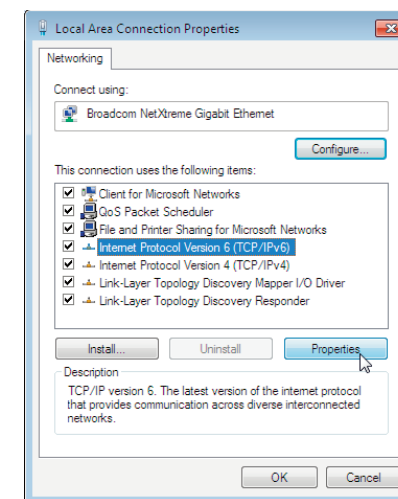 Local Area Connection Properties
Networking
Connect using:
Broadcom NetXtreme Gigabit Ethernet
Configure...
This connection uses the following items:
Client for Microsoft Networks
QoS Packet Scheduler
File and Printer Sharing for Microsoft Networks
Internet Protocol Version 6 (TCP/IPv6)
Internet Protocol Version 4 (TCP/IPv4)
Link-Layer Topology Discovery Mapper I/O Driver
Link-Layer Topology Discovery Responder
Install... Uninstall Properties
Description
TCP/IP version 6. The latest version of the internet protocol
that provides communication across diverse interconnected
networks.
OK Cancel